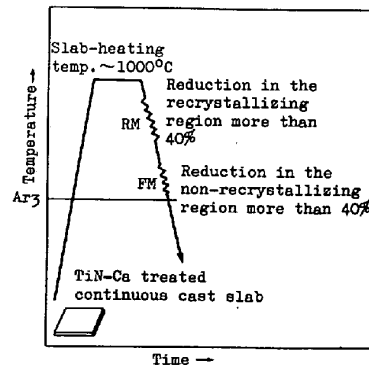 Slab-heating
temp. ~1000°C
Reduction in the
recrystallizing
region more than
40%
RM
Reduction in the
non-recrystallizing
region more than 40%
FM
Ar3
Temperature →
TiN-Ca treated
continuous cast slab
Time →